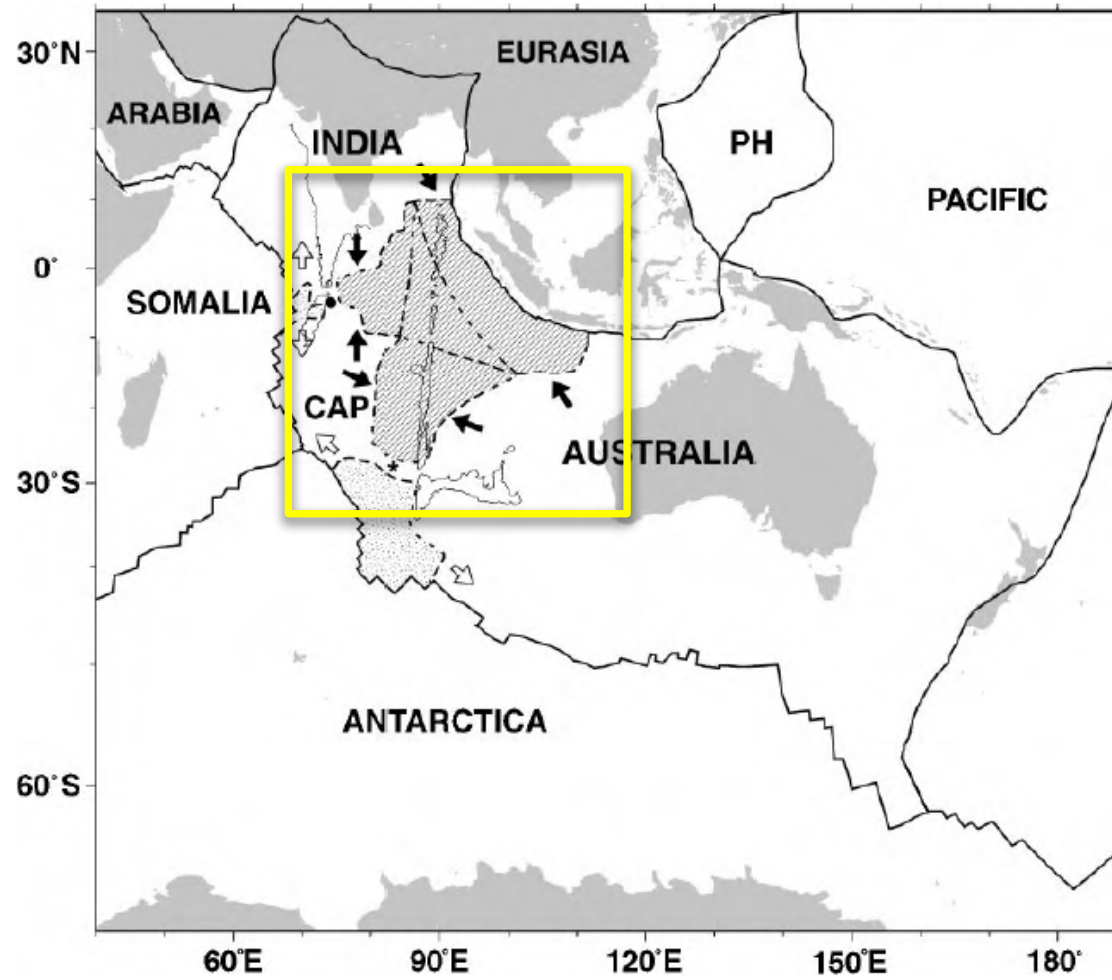 30°N
EURASIA
ARABIA
INDIA
PH
PACIFIC
0°
SOMALIA
CAP
AUSTRALIA
30°S
*
ANTARCTICA
60°S
60°E
90°E
120°E
150°E
180°